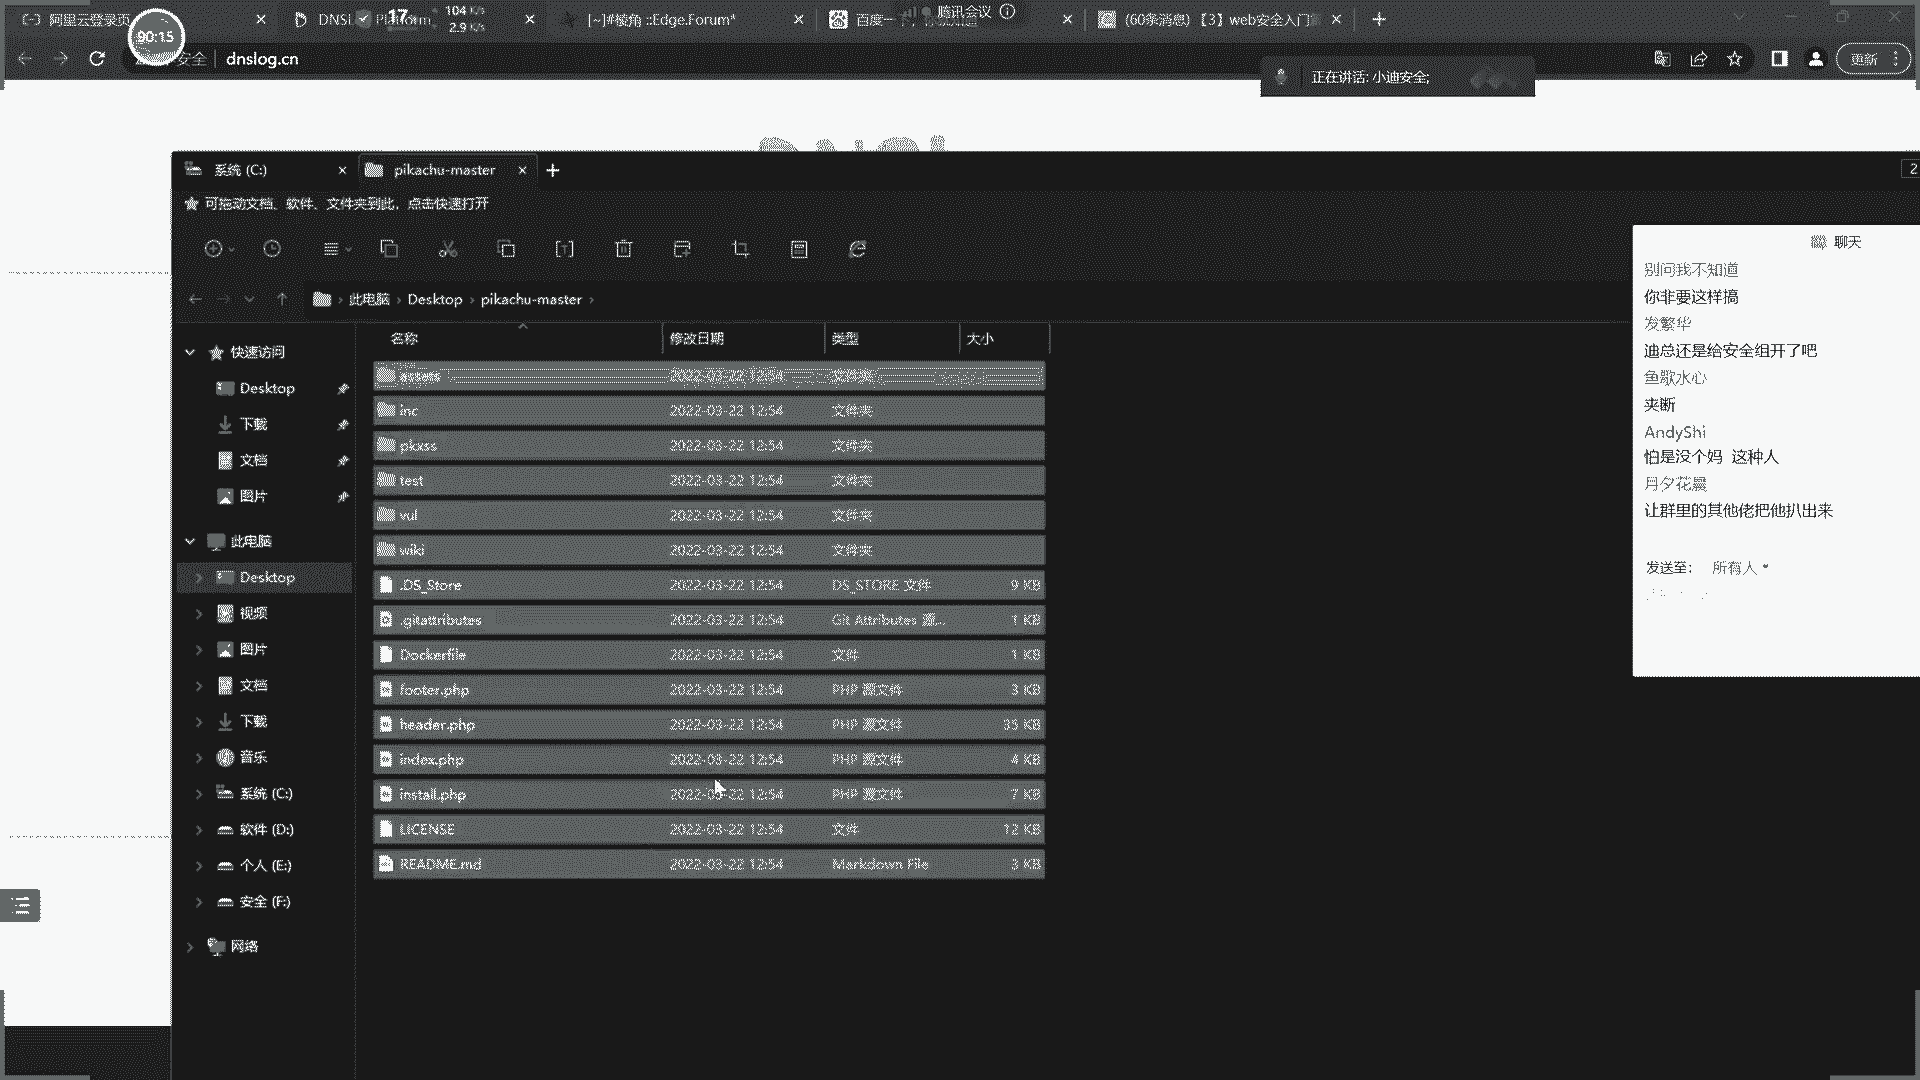 阿里云登录页
DNSL Platform
[~]#棱角 ::Edge.Forum*
百度一
(60条消息) 【3】web安全入门
17
104 K/s
2.9 K/s
腾讯会议
90:15
安全
dnslog.cn
更新
正在讲话: 小迪安全;
系统 (C:)
pikachu-master
2
可拖动文档、软件、文件夹到此，点击快速打开
此电脑 › Desktop › pikachu-master ›
名称 修改日期 类型 大小
快速访问
Desktop
下载
文档
图片
此电脑
Desktop
视频
图片
文档
下载
音乐
系统 (C:)
软件 (D:)
个人 (E:)
安全 (F:)
网络
assets 2022-03-22 12:54 文件夹
inc 2022-03-22 12:54 文件夹
pkxss 2022-03-22 12:54 文件夹
test 2022-03-22 12:54 文件夹
vul 2022-03-22 12:54 文件夹
wiki 2022-03-22 12:54 文件夹
.DS_Store 2022-03-22 12:54 DS_STORE 文件 9 KB
.gitattributes 2022-03-22 12:54 Git Attributes 源... 1 KB
Dockerfile 2022-03-22 12:54 文件 1 KB
footer.php 2022-03-22 12:54 PHP 源文件 3 KB
header.php 2022-03-22 12:54 PHP 源文件 35 KB
index.php 2022-03-22 12:54 PHP 源文件 4 KB
install.php 2022-03-22 12:54 PHP 源文件 7 KB
LICENSE 2022-03-22 12:54 文件 12 KB
README.md 2022-03-22 12:54 Markdown File 3 KB
聊天
别问我不知道
你非要这样搞
发繁华
迪总还是给安全组开了吧
鱼歌水心
夹断
AndyShi
怕是没个妈 这种人
月夕花晨
让群里的其他佬把他扒出来
发送至: 所有人